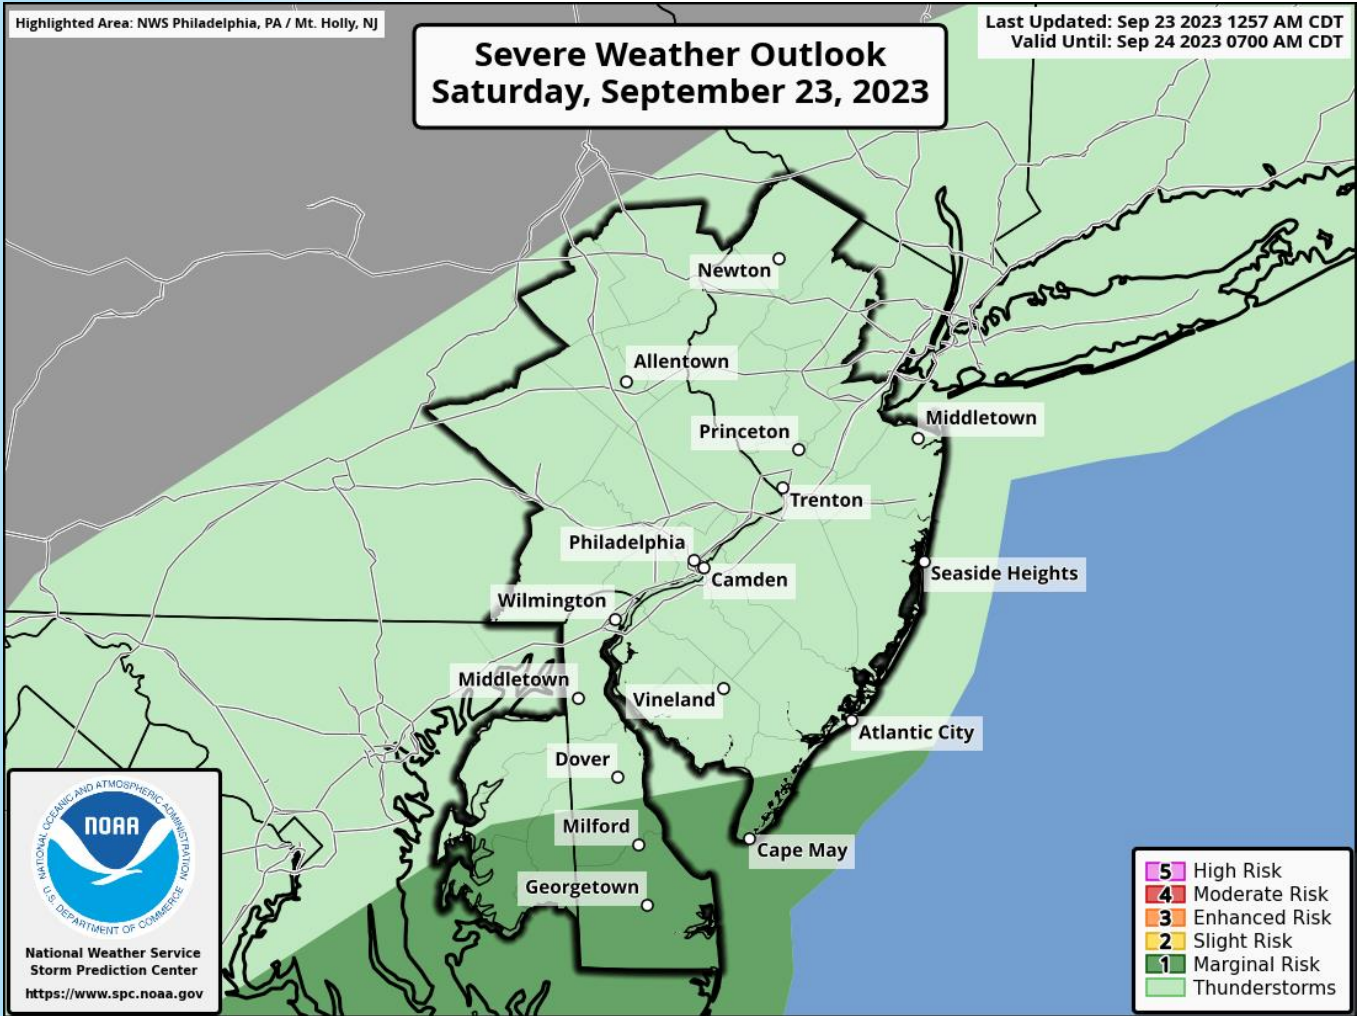 Highlighted Area: NWS Philadelphia, PA / Mt. Holly, NJ
Severe Weather Outlook
Saturday, September 23, 2023
Last Updated: Sep 23 2023 1257 AM CDT
Valid Until: Sep 24 2023 0700 AM CDT
Newton
Allentown
Middletown
Princeton
Trenton
Philadelphia
Camden
Seaside Heights
Wilmington
Middletown
Vineland
Atlantic City
Dover
Milford
Cape May
Georgetown
NATIONAL OCEANIC AND ATMOSPHERIC ADMINISTRATION
NOAA
U.S. DEPARTMENT OF COMMERCE
National Weather Service
Storm Prediction Center
https://www.spc.noaa.gov
5 High Risk
4 Moderate Risk
3 Enhanced Risk
2 Slight Risk
1 Marginal Risk
Thunderstorms